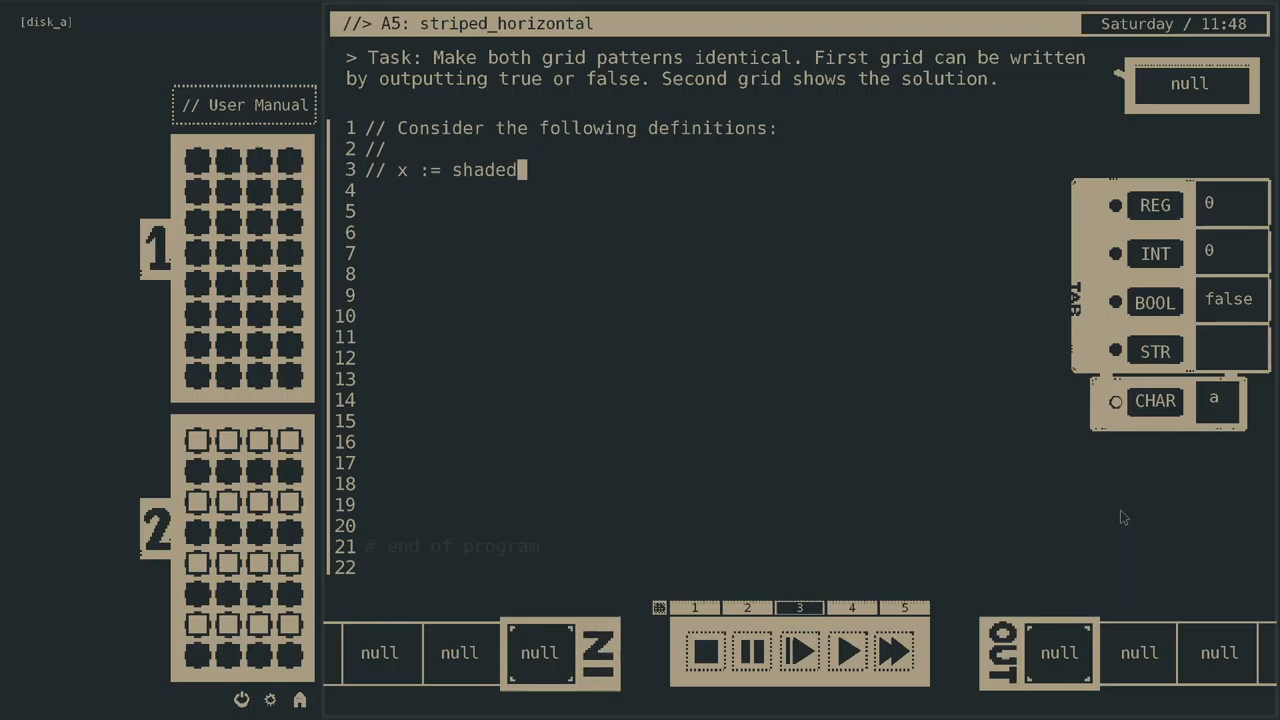 [disk_a]
//> A5: striped_horizontal
Saturday / 11:48
> Task: Make both grid patterns identical. First grid can be written
by outputting true or false. Second grid shows the solution.
null
// User Manual
1 // Consider the following definitions:
2 //
3 // x := shaded
4
5
6
7
8
9
10
11
12
13
14
15
16
17
18
19
20
21 # end of program
22
1
2
REG 0
INT 0
BOOL false
STR
CHAR a
TAB
1 2 3 4 5
null null null IN
OUT null null null